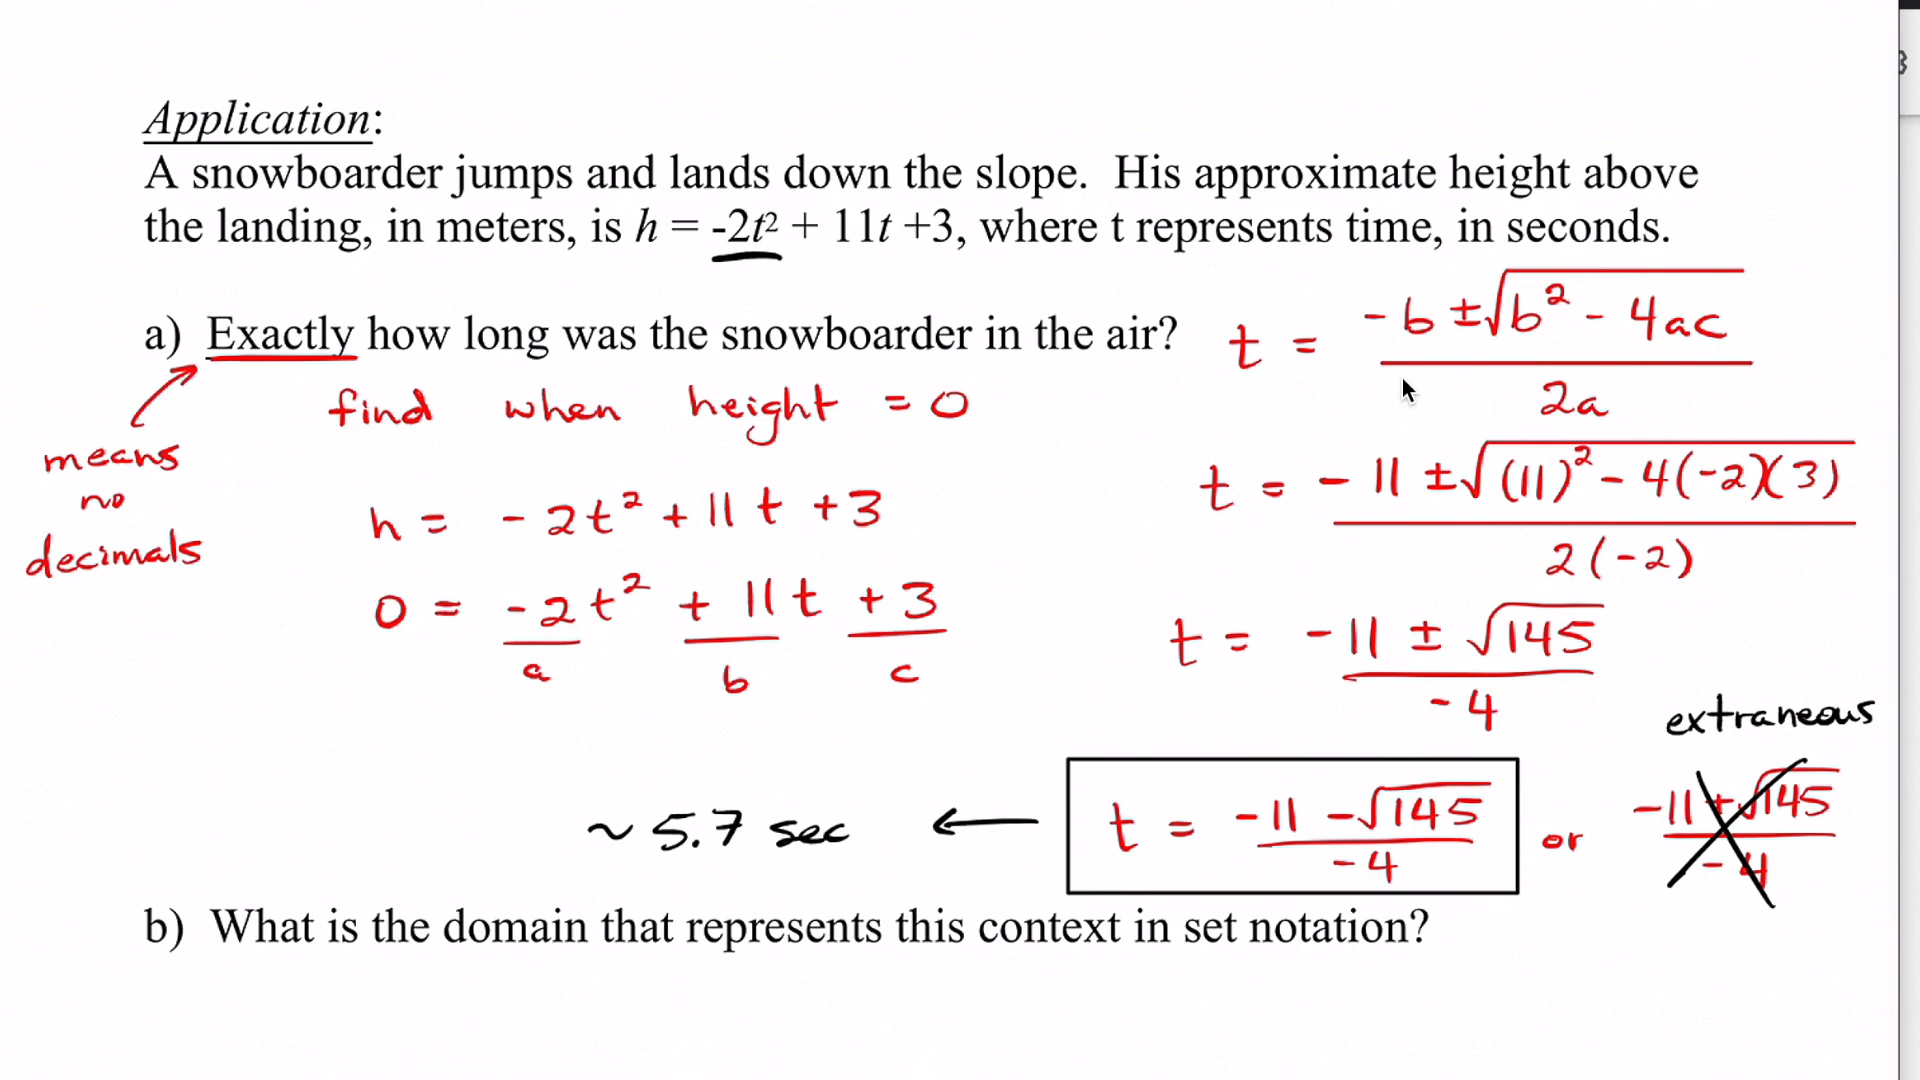 Application:
A snowboarder jumps and lands down the slope. His approximate height above
the landing, in meters, is h = -2t² + 11t +3, where t represents time, in seconds.
a) Exactly how long was the snowboarder in the air?
means
no
decimals
find when height = 0
h = - 2t² + 11t + 3
0 = - 2t² + 11t + 3
a b c
t = (-b ± √(b² - 4ac)) / 2a
t = (-11 ± √((11)² - 4(-2)(3))) / 2(-2)
t = (-11 ± √145) / -4
extraneous
~ 5.7 sec ← t = (-11 - √145) / -4 or (-11 + √145) / -4
b) What is the domain that represents this context in set notation?